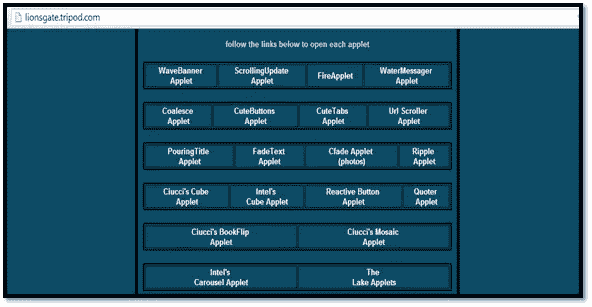 lionsgate.tripod.com
follow the links below to open each applet
WaveBanner Applet
ScrollingUpdate Applet
FireApplet
WaterMessager Applet
Coalesce Applet
CuteButtons Applet
CuteTabs Applet
Url Scroller Applet
PouringTitle Applet
FadeText Applet
Cfade Applet (photos)
Ripple Applet
Ciucci's Cube Applet
Intel's Cube Applet
Reactive Button Applet
Quoter Applet
Ciucci's BookFlip Applet
Ciucci's Mosaic Applet
Intel's Carousel Applet
The Lake Applets